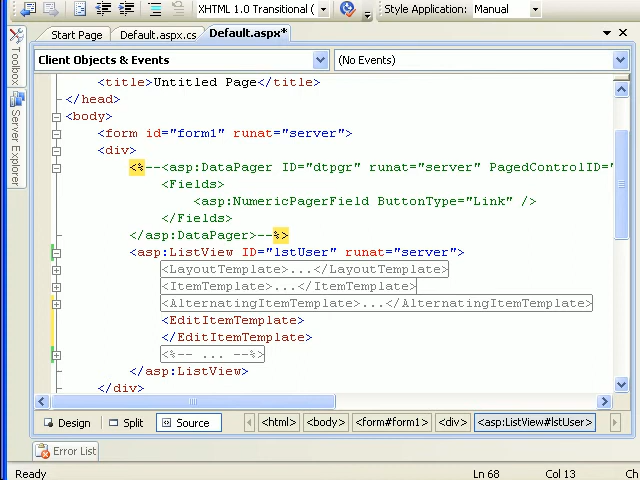 XHTML 1.0 Transitional ( Style Application: Manual
Start Page Default.aspx.cs Default.aspx*
Client Objects & Events (No Events)
Toolbox
Server Explorer
<title>Untitled Page</title>
</head>
<body>
<form id="form1" runat="server">
<div>
<%--<asp:DataPager ID="dtpgr" runat="server" PagedControlID="
<Fields>
<asp:NumericPagerField ButtonType="Link" />
</Fields>
</asp:DataPager>--%>
<asp:ListView ID="lstUser" runat="server">
<LayoutTemplate>...</LayoutTemplate>
<ItemTemplate>...</ItemTemplate>
<AlternatingItemTemplate>...</AlternatingItemTemplate>
<EditItemTemplate>
</EditItemTemplate>
<%-- ... --%>
</asp:ListView>
</div>
Design Split Source <html> <body> <form#form1> <div> <asp:ListView#lstUser>
Error List
Ready Ln 68 Col 13 Ch